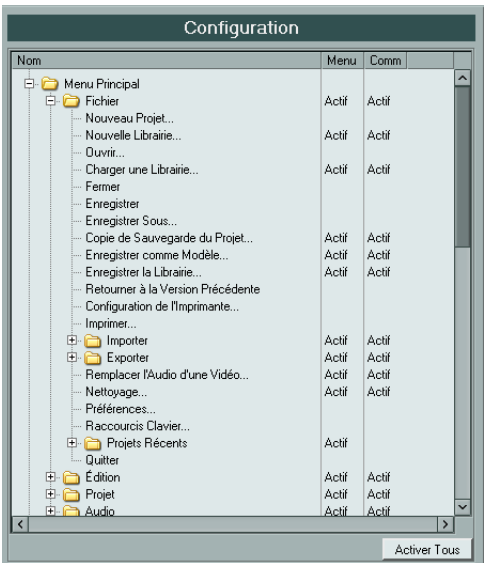 Configuration
Nom Menu Comm
Menu Principal
Fichier Actif Actif
Nouveau Projet...
Nouvelle Librairie... Actif Actif
Ouvrir...
Charger une Librairie... Actif Actif
Fermer
Enregistrer
Enregistrer Sous...
Copie de Sauvegarde du Projet... Actif Actif
Enregistrer comme Modèle... Actif Actif
Enregistrer la Librairie... Actif Actif
Retourner à la Version Précédente
Configuration de l'Imprimante...
Imprimer...
Importer Actif Actif
Exporter Actif Actif
Remplacer l'Audio d'une Vidéo... Actif Actif
Nettoyage... Actif Actif
Préférences...
Raccourcis Clavier...
Projets Récents Actif
Quitter
Édition Actif Actif
Projet Actif Actif
Audio Actif Actif
Activer Tous